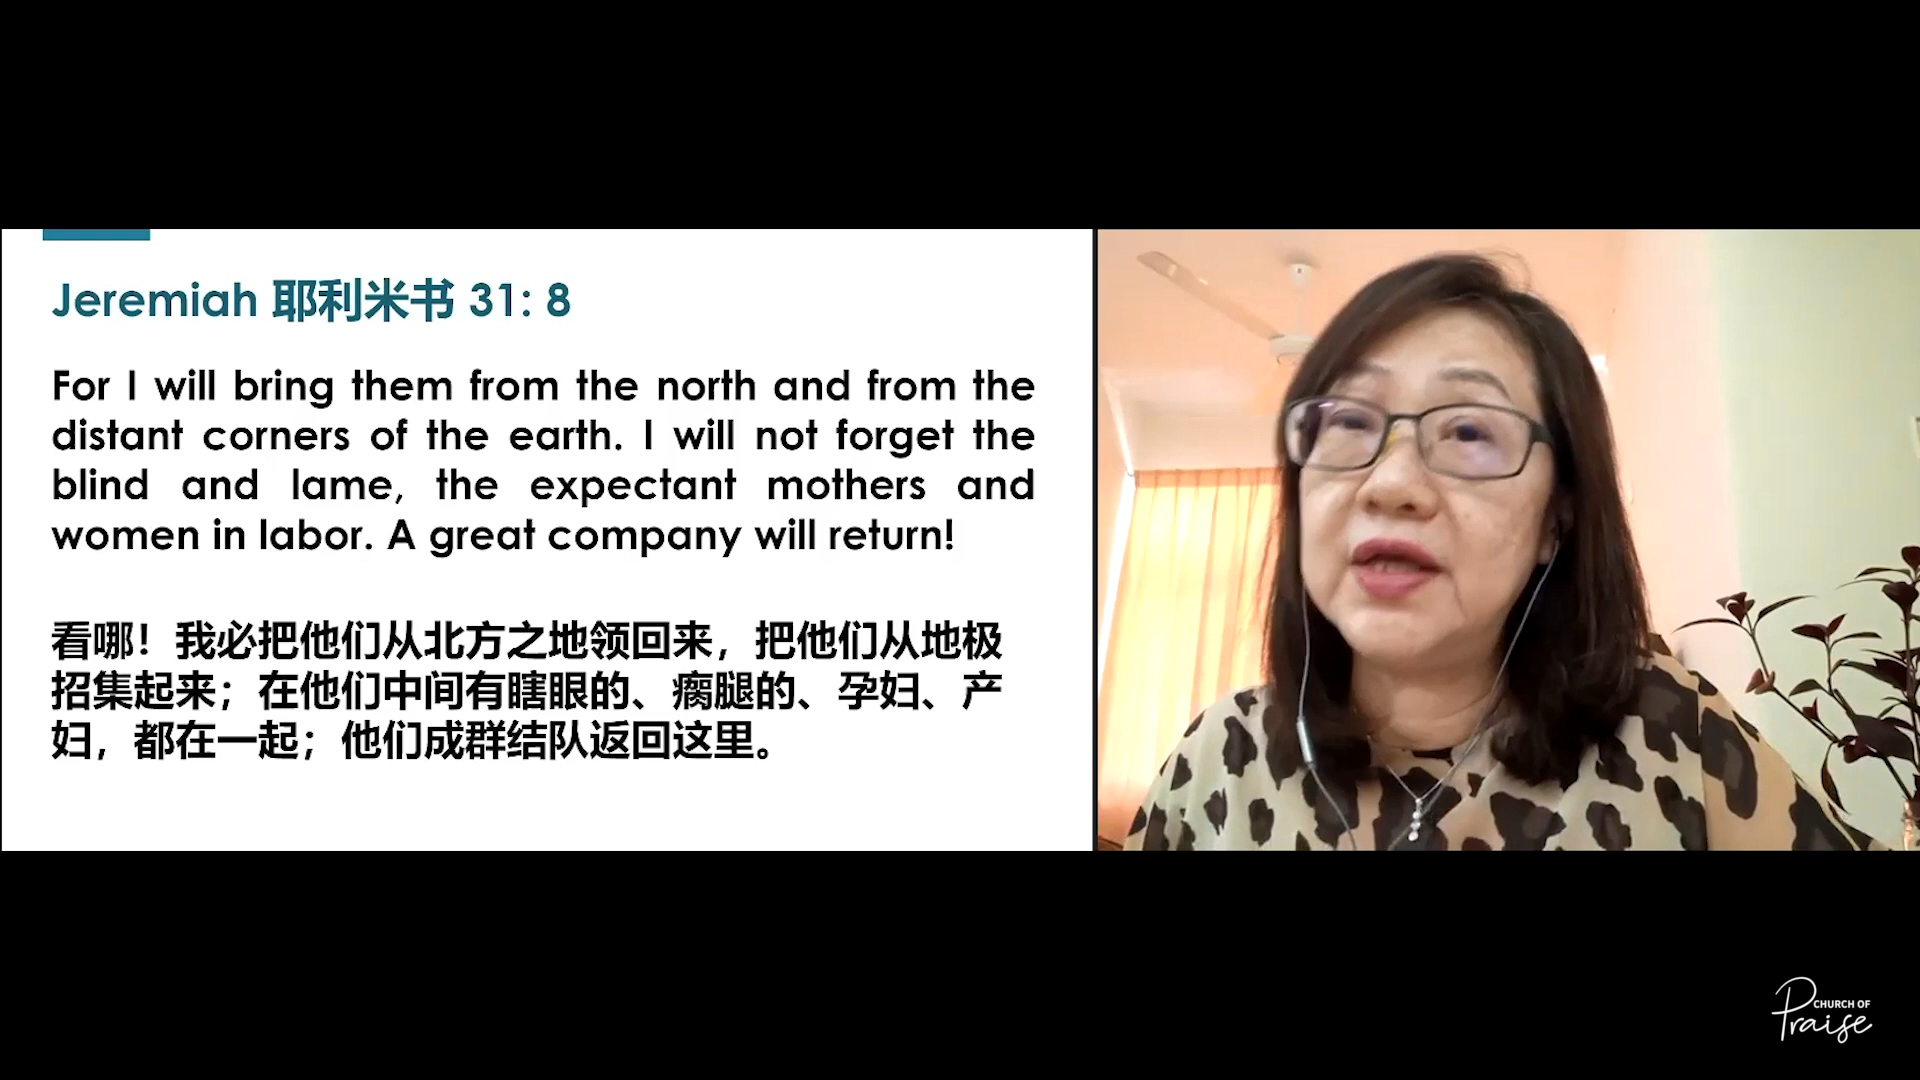 Jeremiah 耶利米书 31: 8
For I will bring them from the north and from the
distant corners of the earth. I will not forget the
blind and lame, the expectant mothers and
women in labor. A great company will return!
看哪！我必把他们从北方之地领回来，把他们从地极
招集起来；在他们中间有瞎眼的、瘸腿的、孕妇、产
妇，都在一起；他们成群结队返回这里。
CHURCH OF
Praise